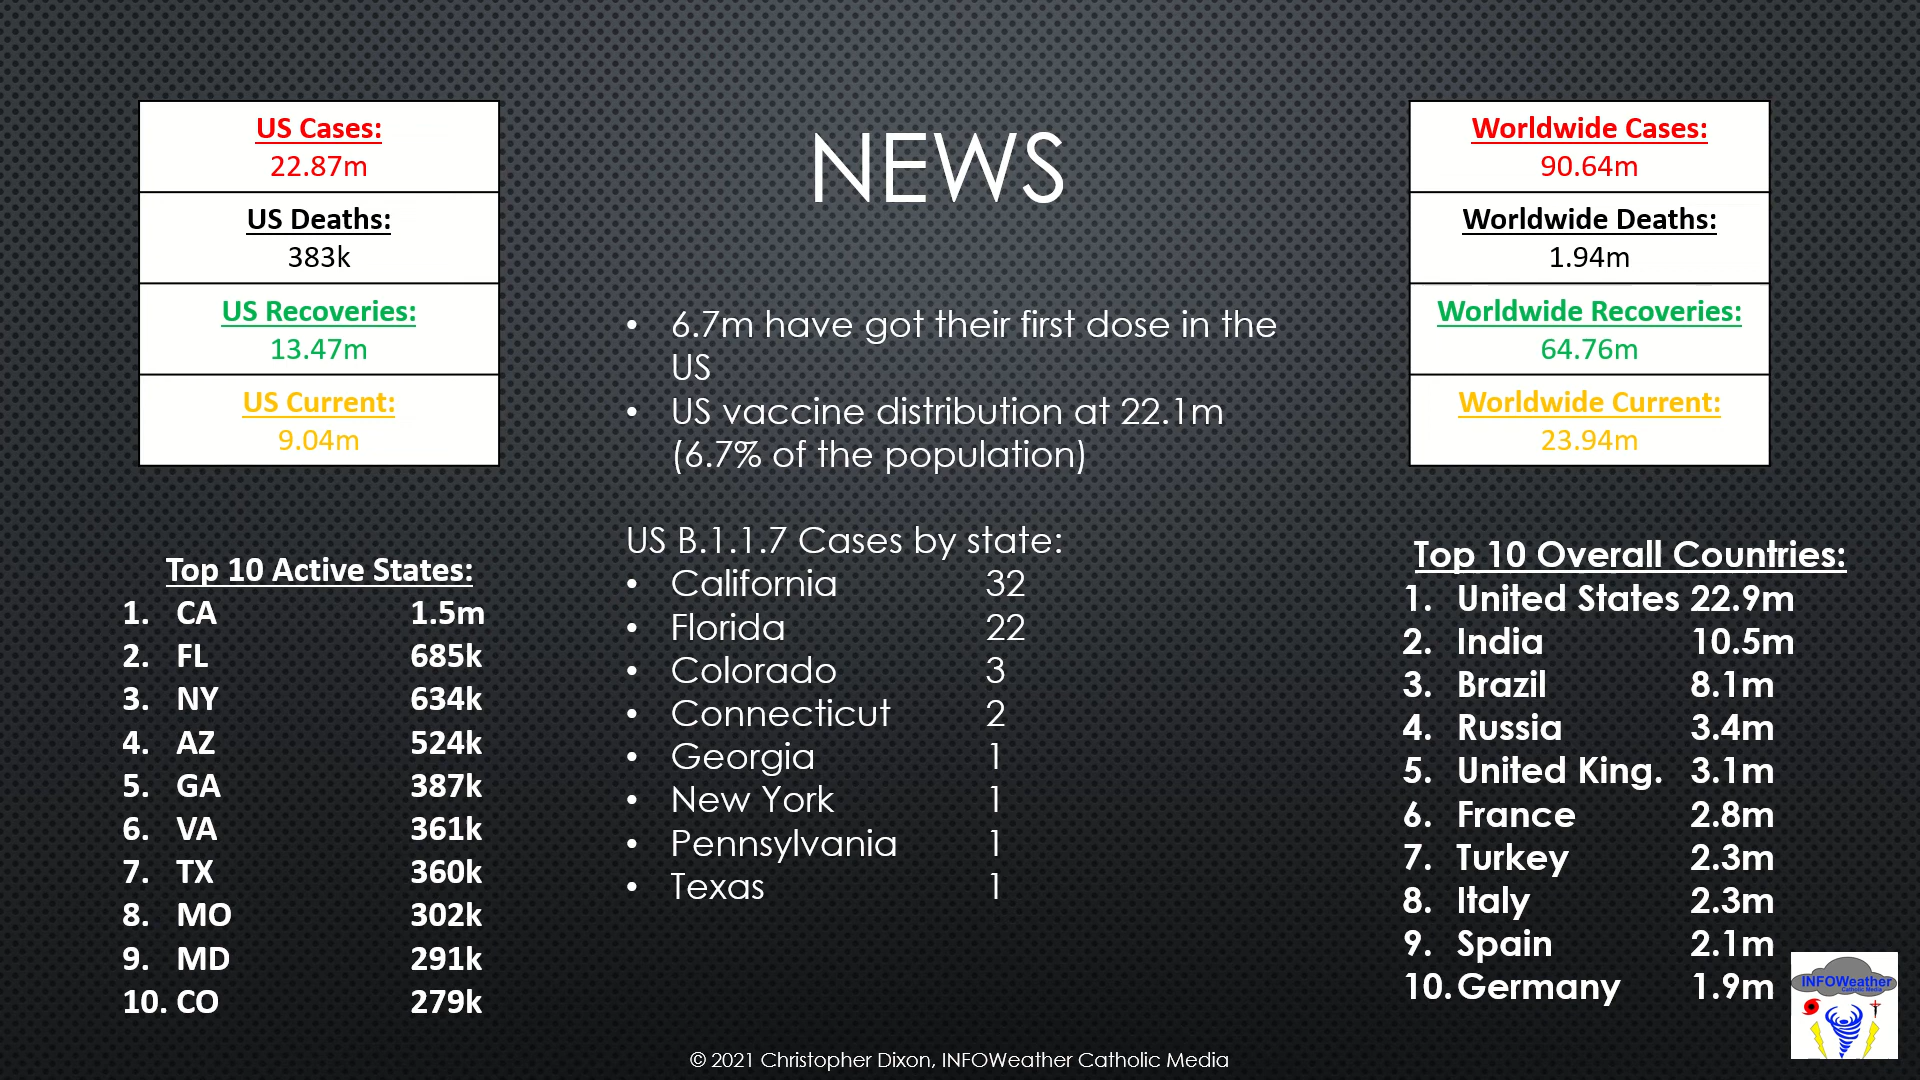 US Cases:
22.87m
US Deaths:
383k
US Recoveries:
13.47m
US Current:
9.04m
Top 10 Active States:
1. CA 1.5m
2. FL 685k
3. NY 634k
4. AZ 524k
5. GA 387k
6. VA 361k
7. TX 360k
8. MO 302k
9. MD 291k
10. CO 279k
NEWS
• 6.7m have got their first dose in the
US
• US vaccine distribution at 22.1m
(6.7% of the population)
US B.1.1.7 Cases by state:
• California 32
• Florida 22
• Colorado 3
• Connecticut 2
• Georgia 1
• New York 1
• Pennsylvania 1
• Texas 1
Worldwide Cases:
90.64m
Worldwide Deaths:
1.94m
Worldwide Recoveries:
64.76m
Worldwide Current:
23.94m
Top 10 Overall Countries:
1. United States 22.9m
2. India 10.5m
3. Brazil 8.1m
4. Russia 3.4m
5. United King. 3.1m
6. France 2.8m
7. Turkey 2.3m
8. Italy 2.3m
9. Spain 2.1m
10. Germany 1.9m
INFOWeather
Catholic Media
© 2021 Christopher Dixon, INFOWeather Catholic Media